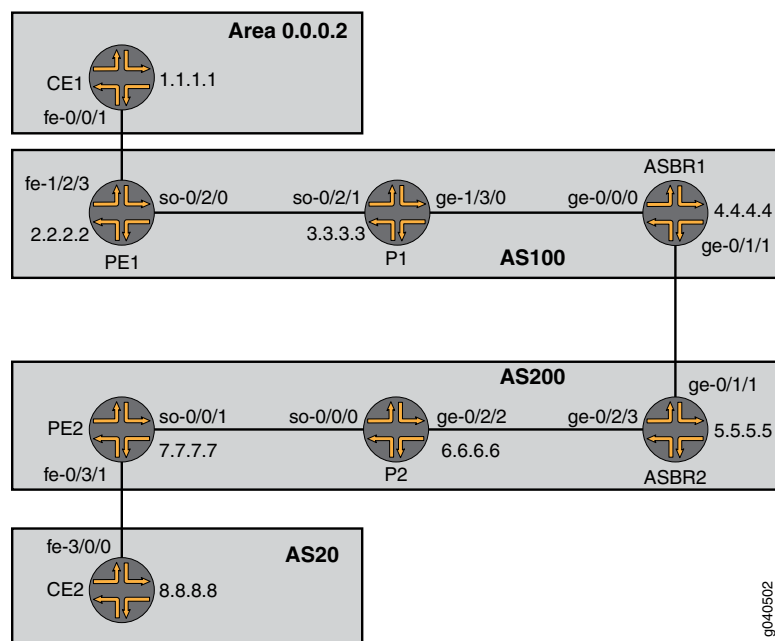 Area 0.0.0.2
CE1
1.1.1.1
fe-0/0/1
fe-1/2/3
so-0/2/0
so-0/2/1
ge-1/3/0
ge-0/0/0
ASBR1
2.2.2.2
3.3.3.3
4.4.4.4
PE1
P1
AS100
ge-0/1/1
AS200
ge-0/1/1
PE2
so-0/0/1
so-0/0/0
ge-0/2/2
ge-0/2/3
5.5.5.5
fe-0/3/1
7.7.7.7
P2
6.6.6.6
ASBR2
fe-3/0/0
AS20
CE2
8.8.8.8
g040502